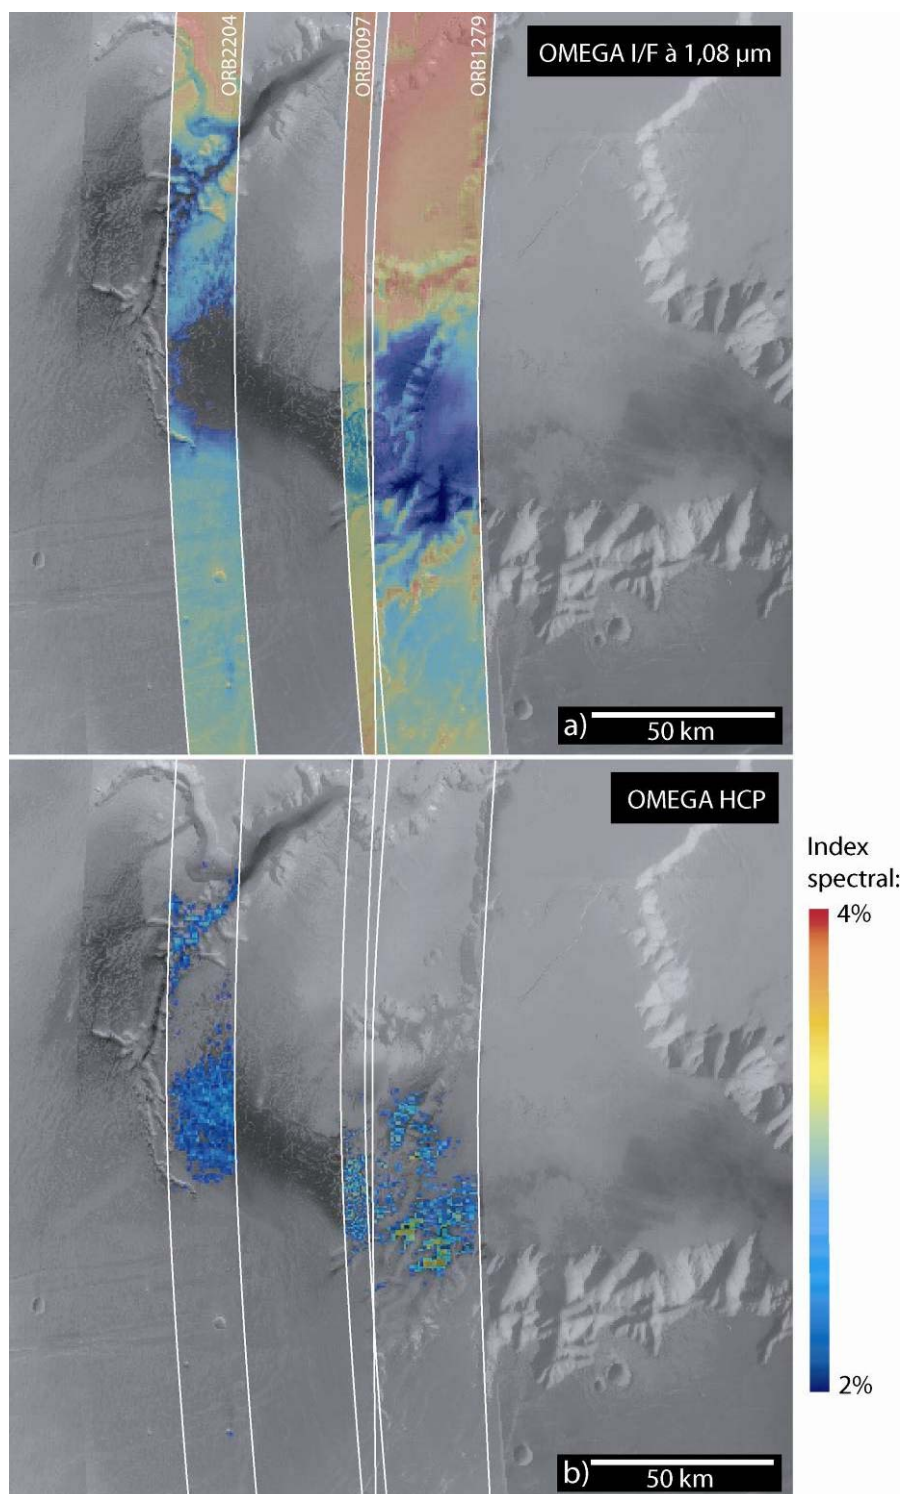 ORB2204
ORB0097
ORB1279
OMEGA I/F à 1,08 µm
a)
50 km
OMEGA HCP
Index
spectral:
4%
2%
b)
50 km